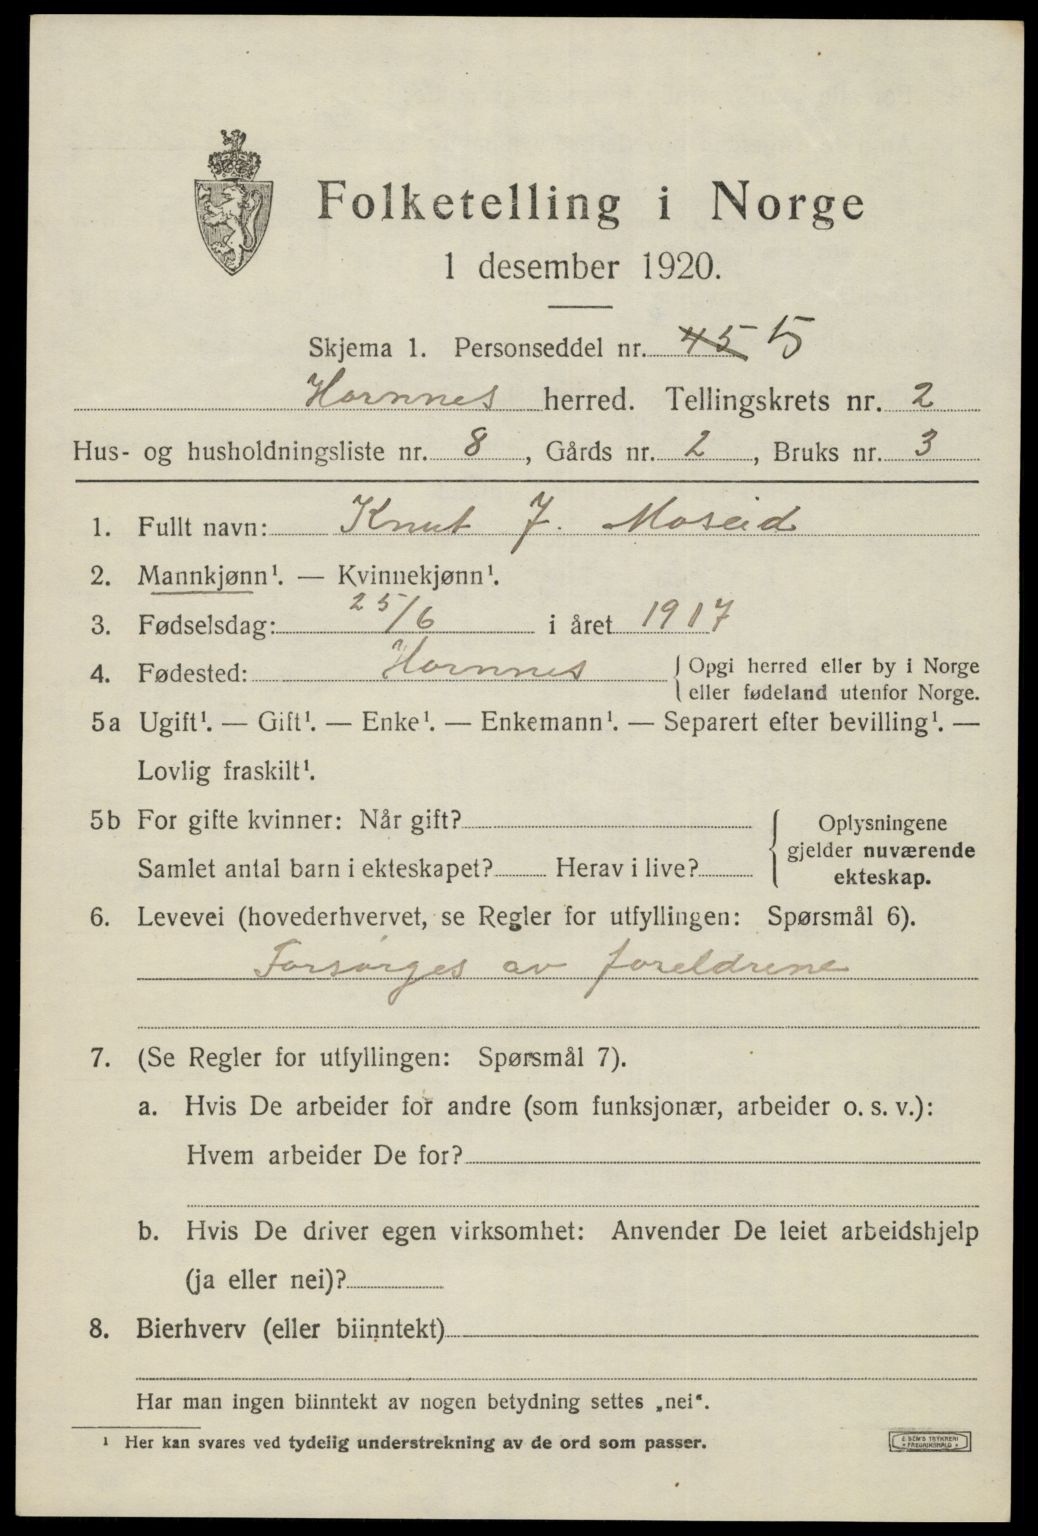 Folketelling i Norge
1 desember 1920.
Skjema 1. Personseddel nr. 45 5
Hornnes herred. Tellingskrets nr. 2
Hus- og husholdningsliste nr. 8, Gårds nr. 2, Bruks nr. 3
1. Fullt navn: Knut J. Moseid
2. Mannkjønn¹. — Kvinnekjønn¹.
3. Fødselsdag: 25/6 i året 1917
4. Fødested: Hornnes { Opgi herred eller by i Norge
eller fødeland utenfor Norge.
5a Ugift¹. — Gift¹. — Enke¹. — Enkemann¹. — Separert efter bevilling¹. —
Lovlig fraskilt¹.
5b For gifte kvinner: Når gift?
Samlet antal barn i ekteskapet? Herav i live?
Oplysningene
gjelder nuværende
ekteskap.
6. Levevei (hovederhvervet, se Regler for utfyllingen: Spørsmål 6).
Forsørges av foreldrene
7. (Se Regler for utfyllingen: Spørsmål 7).
a. Hvis De arbeider for andre (som funksjonær, arbeider o. s. v.):
Hvem arbeider De for?
b. Hvis De driver egen virksomhet: Anvender De leiet arbeidshjelp
(ja eller nei)?
8. Bierhverv (eller biinntekt)
Har man ingen biinntekt av nogen betydning settes „nei“.
¹ Her kan svares ved tydelig understrekning av de ord som passer.